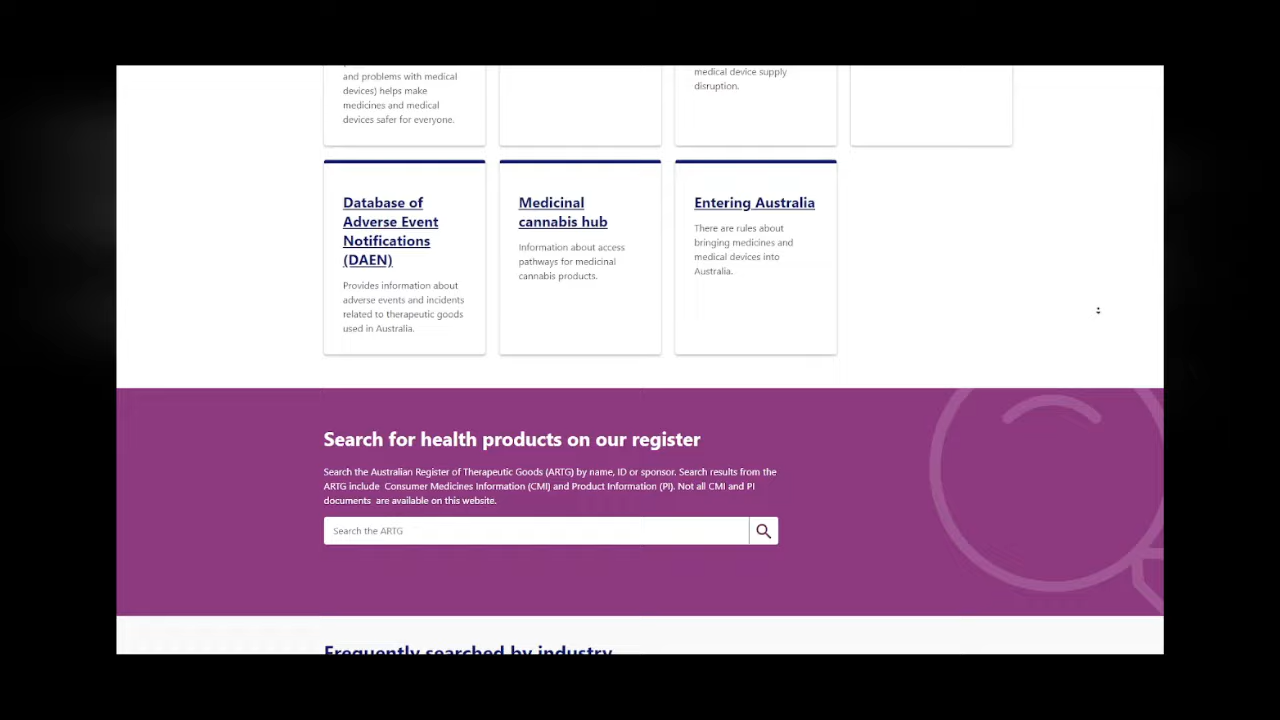 and problems with medical
devices) helps make
medicines and medical
devices safer for everyone.
medical device supply
disruption.
Database of
Adverse Event
Notifications
(DAEN)
Provides information about
adverse events and incidents
related to therapeutic goods
used in Australia.
Medicinal
cannabis hub
Information about access
pathways for medicinal
cannabis products.
Entering Australia
There are rules about
bringing medicines and
medical devices into
Australia.
Search for health products on our register
Search the Australian Register of Therapeutic Goods (ARTG) by name, ID or sponsor. Search results from the
ARTG include Consumer Medicines Information (CMI) and Product Information (PI). Not all CMI and PI
documents are available on this website.
Search the ARTG
Frequently searched by industry